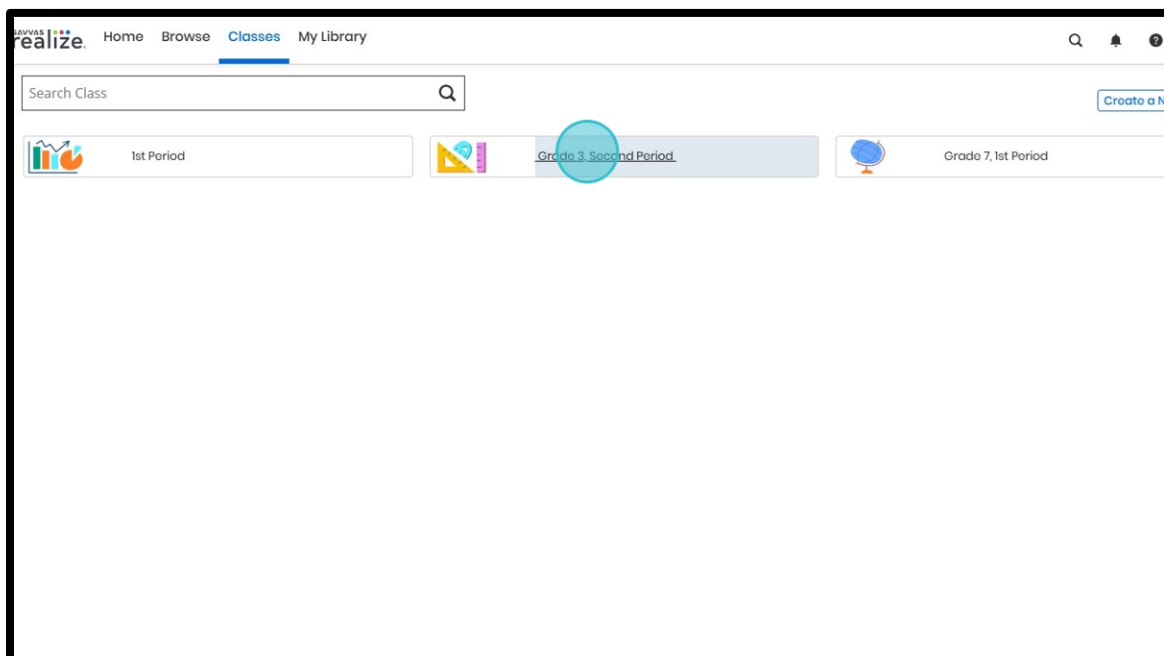 SAVVAS
realize.
Home Browse Classes My Library
Search Class
Create a N
1st Period
Grade 3, Second Period
Grade 7, 1st Period